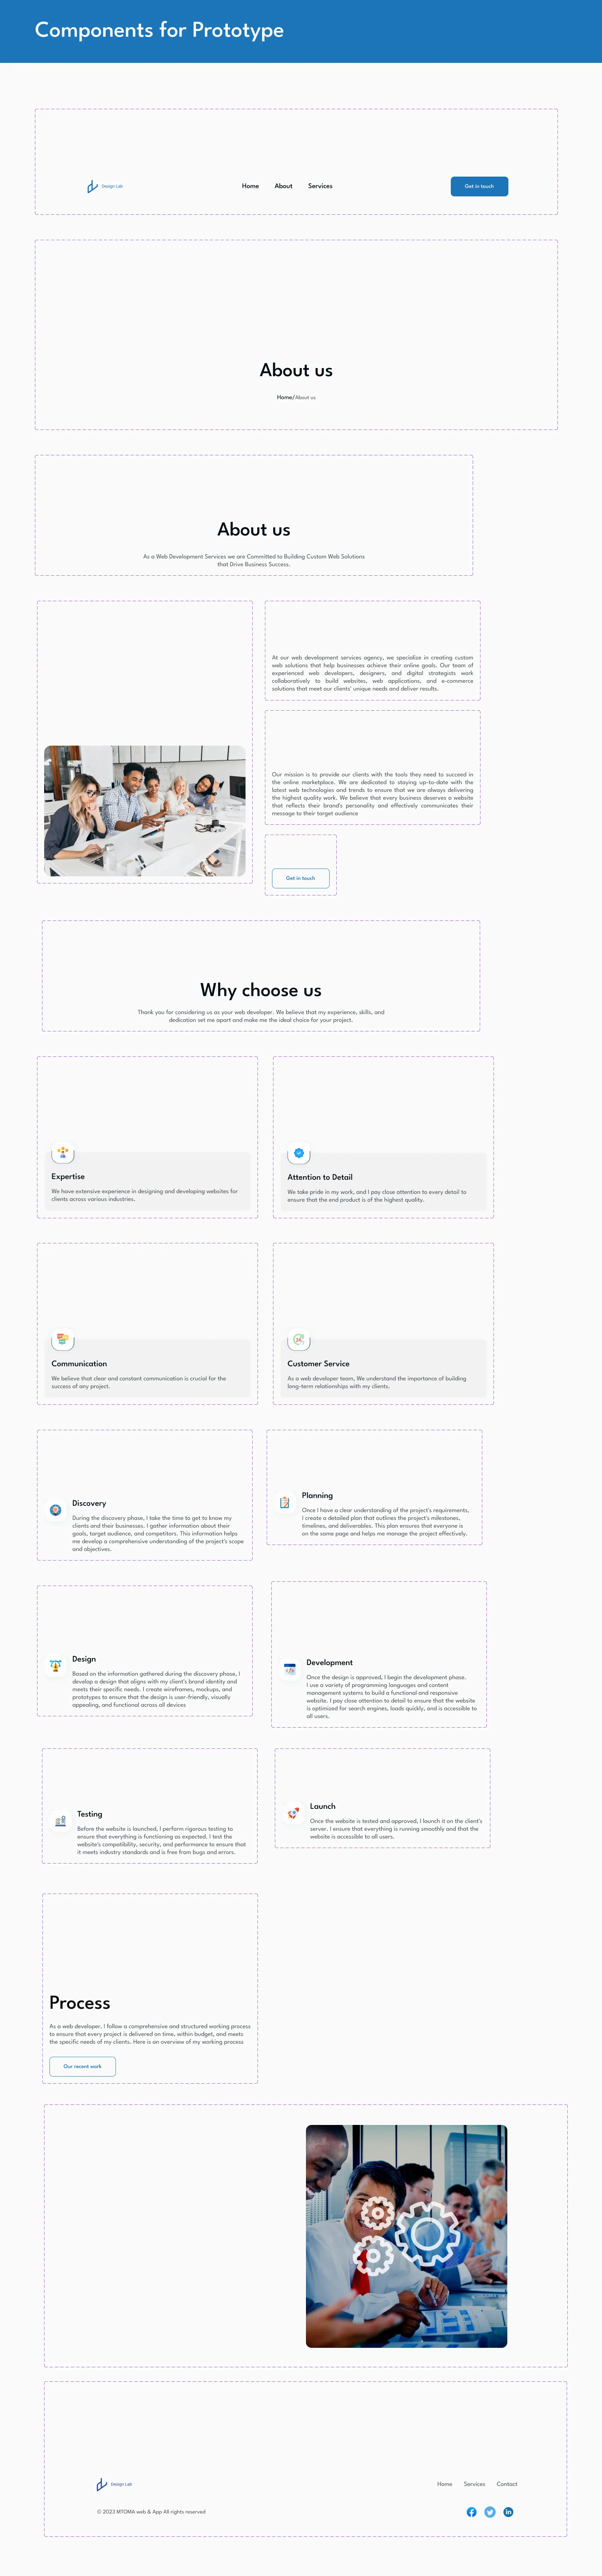 Components for Prototype
Design Lab
Home About Services
Get in touch
About us
Home/About us
About us
As a Web Development Services we are Committed to Building Custom Web Solutions
that Drive Business Success.
At our web development services agency, we specialize in creating custom
web solutions that help businesses achieve their online goals. Our team of
experienced web developers, designers, and digital strategists work
collaboratively to build websites, web applications, and e-commerce
solutions that meet our clients' unique needs and deliver results.
Our mission is to provide our clients with the tools they need to succeed in
the online marketplace. We are dedicated to staying up-to-date with the
latest web technologies and trends to ensure that we are always delivering
the highest quality work. We believe that every business deserves a website
that reflects their brand's personality and effectively communicates their
message to their target audience
Get in touch
Why choose us
Thank you for considering us as your web developer. We believe that my experience, skills, and
dedication set me apart and make me the ideal choice for your project.
Expertise
We have extensive experience in designing and developing websites for
clients across various industries.
Attention to Detail
We take pride in my work, and I pay close attention to every detail to
ensure that the end product is of the highest quality.
Communication
We believe that clear and constant communication is crucial for the
success of any project.
Customer Service
As a web developer team, We understand the importance of building
long-term relationships with my clients.
Discovery
During the discovery phase, I take the time to get to know my
clients and their businesses. I gather information about their
goals, target audience, and competitors. This information helps
me develop a comprehensive understanding of the project's scope
and objectives.
Planning
Once I have a clear understanding of the project's requirements,
I create a detailed plan that outlines the project's milestones,
timelines, and deliverables. This plan ensures that everyone is
on the same page and helps me manage the project effectively.
Design
Based on the information gathered during the discovery phase, I
develop a design that aligns with my client's brand identity and
meets their specific needs. I create wireframes, mockups, and
prototypes to ensure that the design is user-friendly, visually
appealing, and functional across all devices
Development
Once the design is approved, I begin the development phase.
I use a variety of programming languages and content
management systems to build a functional and responsive
website. I pay close attention to detail to ensure that the website
is optimized for search engines, loads quickly, and is accessible to
all users.
Testing
Before the website is launched, I perform rigorous testing to
ensure that everything is functioning as expected. I test the
website's compatibility, security, and performance to ensure that
it meets industry standards and is free from bugs and errors.
Launch
Once the website is tested and approved, I launch it on the client's
server. I ensure that everything is running smoothly and that the
website is accessible to all users.
Process
As a web developer, I follow a comprehensive and structured working process
to ensure that every project is delivered on time, within budget, and meets
the specific needs of my clients. Here is an overview of my working process
Our recent work
Design Lab
Home Services Contact
© 2023 MTOMA web & App All rights reserved